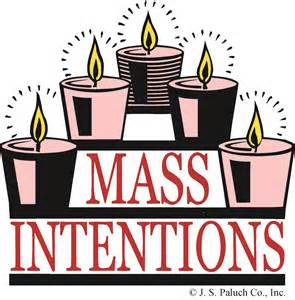 MASS
INTENTIONS
© J. S. Paluch Co., Inc.